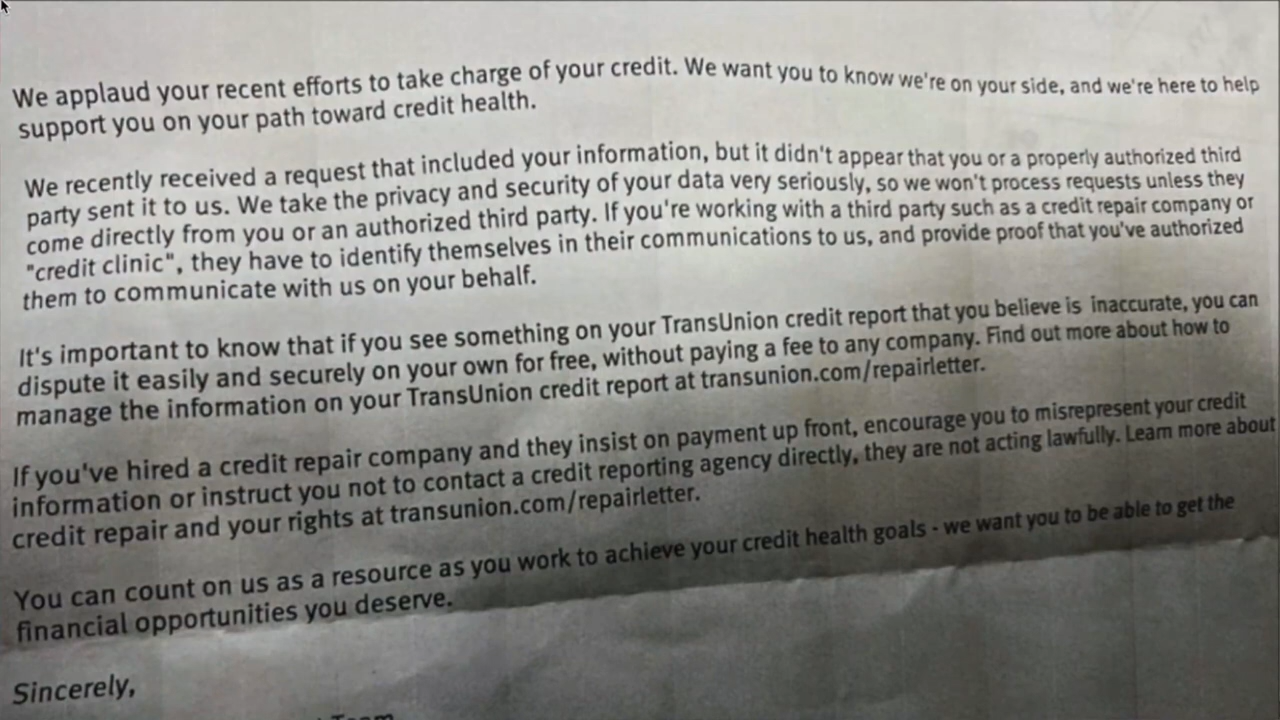 We applaud your recent efforts to take charge of your credit. We want you to know we're on your side, and we're here to help
support you on your path toward credit health.
We recently received a request that included your information, but it didn't appear that you or a properly authorized third
party sent it to us. We take the privacy and security of your data very seriously, so we won't process requests unless they
come directly from you or an authorized third party. If you're working with a third party such as a credit repair company or
"credit clinic", they have to identify themselves in their communications to us, and provide proof that you've authorized
them to communicate with us on your behalf.
It's important to know that if you see something on your TransUnion credit report that you believe is inaccurate, you can
dispute it easily and securely on your own for free, without paying a fee to any company. Find out more about how to
manage the information on your TransUnion credit report at transunion.com/repairletter.
If you've hired a credit repair company and they insist on payment up front, encourage you to misrepresent your credit
information or instruct you not to contact a credit reporting agency directly, they are not acting lawfully. Learn more about
credit repair and your rights at transunion.com/repairletter.
You can count on us as a resource as you work to achieve your credit health goals - we want you to be able to get the
financial opportunities you deserve.
Sincerely,
Team